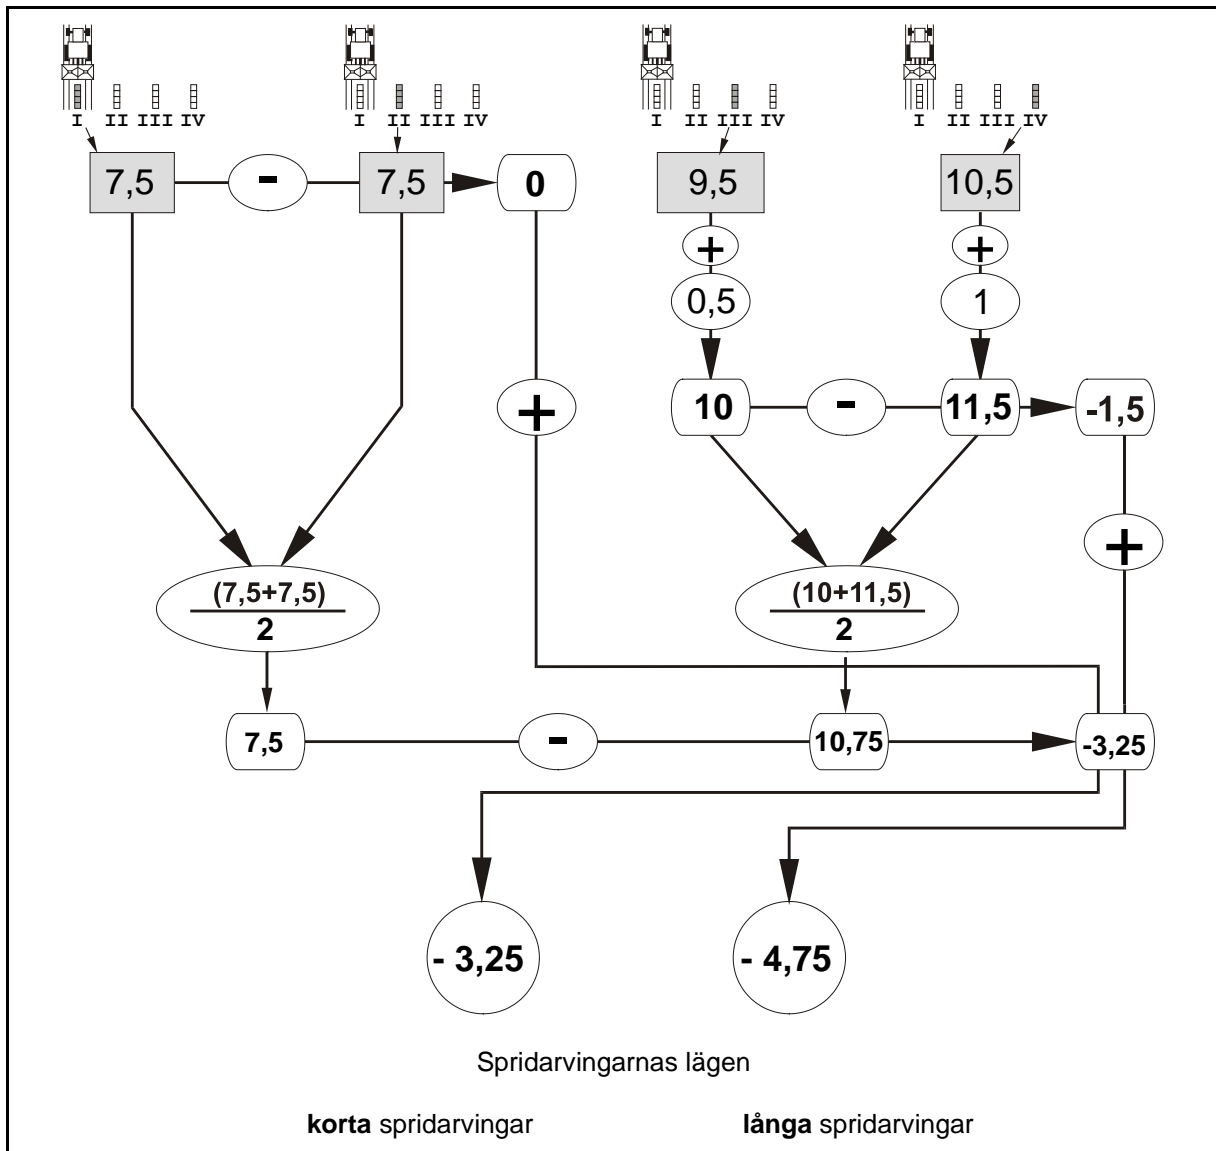 I II III IV
I II III IV
I II III IV
I II III IV
7,5 - 7,5 0
9,5
10,5
+
+
0,5
1
10 - 11,5 -1,5
+
+
(7,5+7,5)
2
(10+11,5)
2
7,5 - 10,75 -3,25
- 3,25
- 4,75
Spridarvingarnas lägen
korta spridarvingar
långa spridarvingar